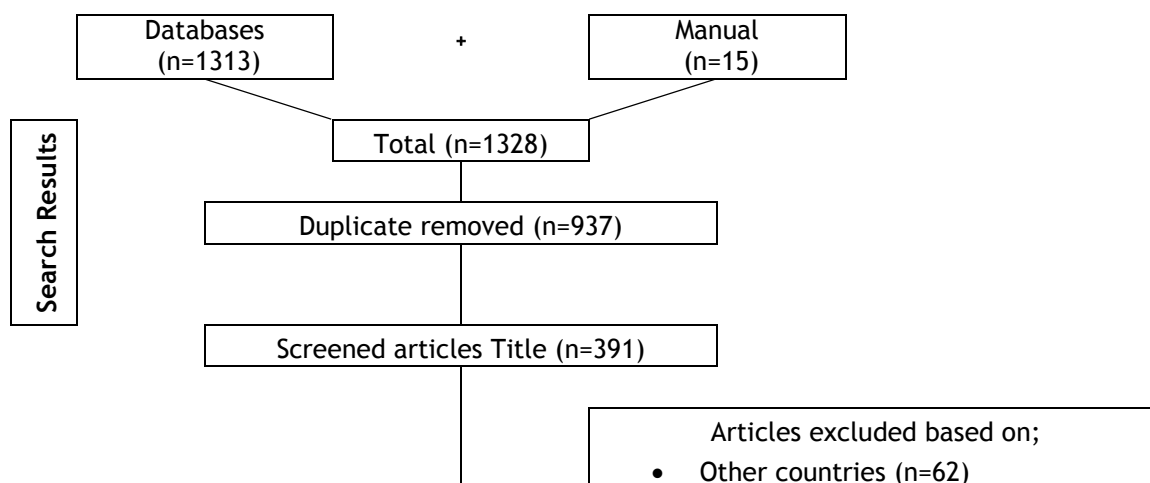 Databases
(n=1313)
+
Manual
(n=15)
Search Results
Total (n=1328)
Duplicate removed (n=937)
Screened articles Title (n=391)
Articles excluded based on;
• Other countries (n=62)